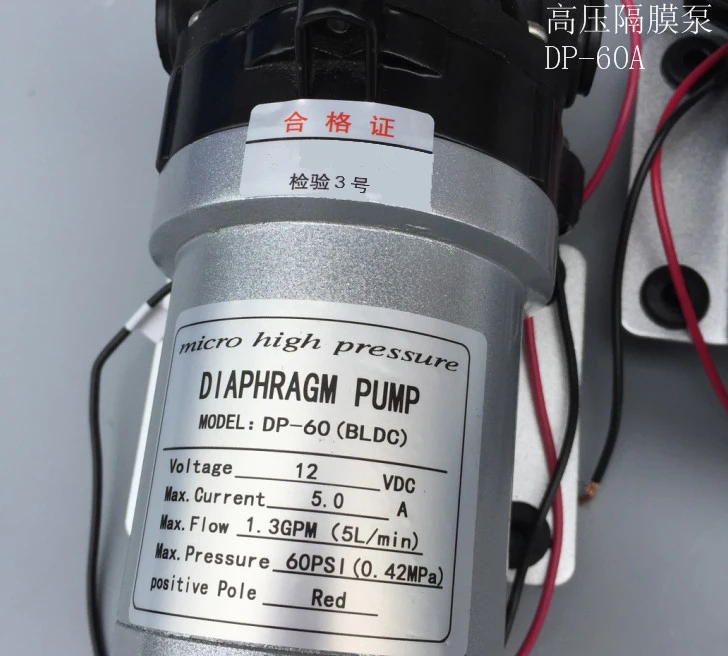 高压隔膜泵
DP-60A
合格证
检验3号
micro high pressure
DIAPHRAGM PUMP
MODEL: DP-60(BLDC)
Voltage 12 VDC
Max. Current 5.0 A
Max. Flow 1.3GPM (5L/min)
Max. Pressure 60PSI(0.42MPa)
positive Pole Red